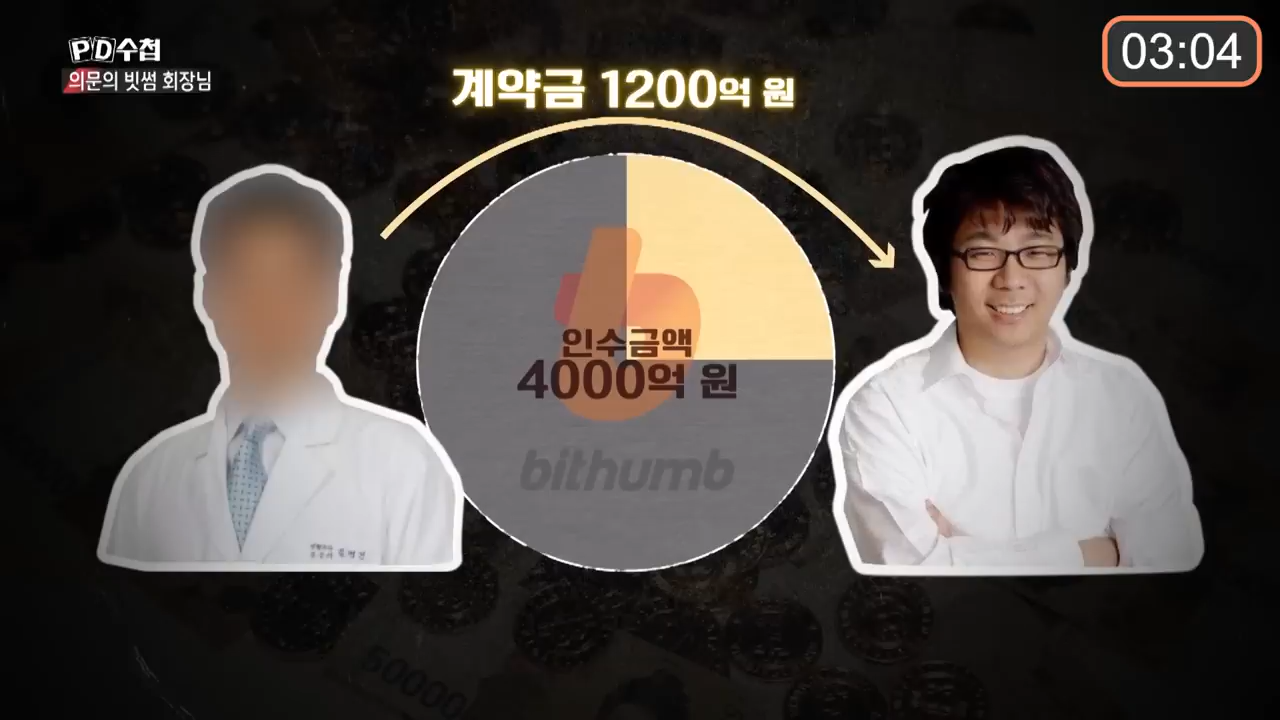 PD수첩
의문의 빗썸 회장님
03:04
계약금 1200억 원
인수금액
4000억 원
bithumb
50000